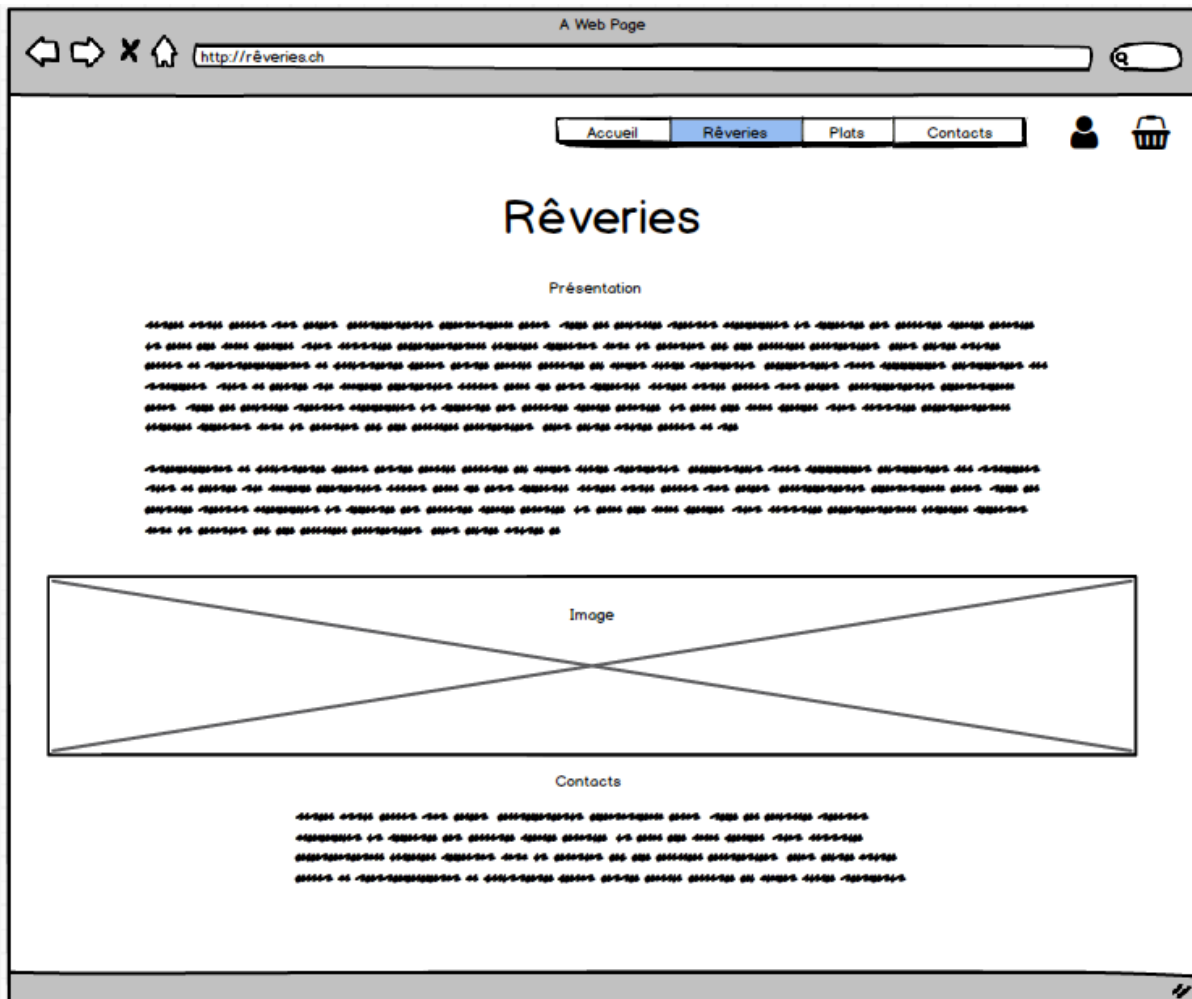 A Web Page
http://rêveries.ch
Accueil Rêveries Plats Contacts
Rêveries
Présentation
Image
Contacts